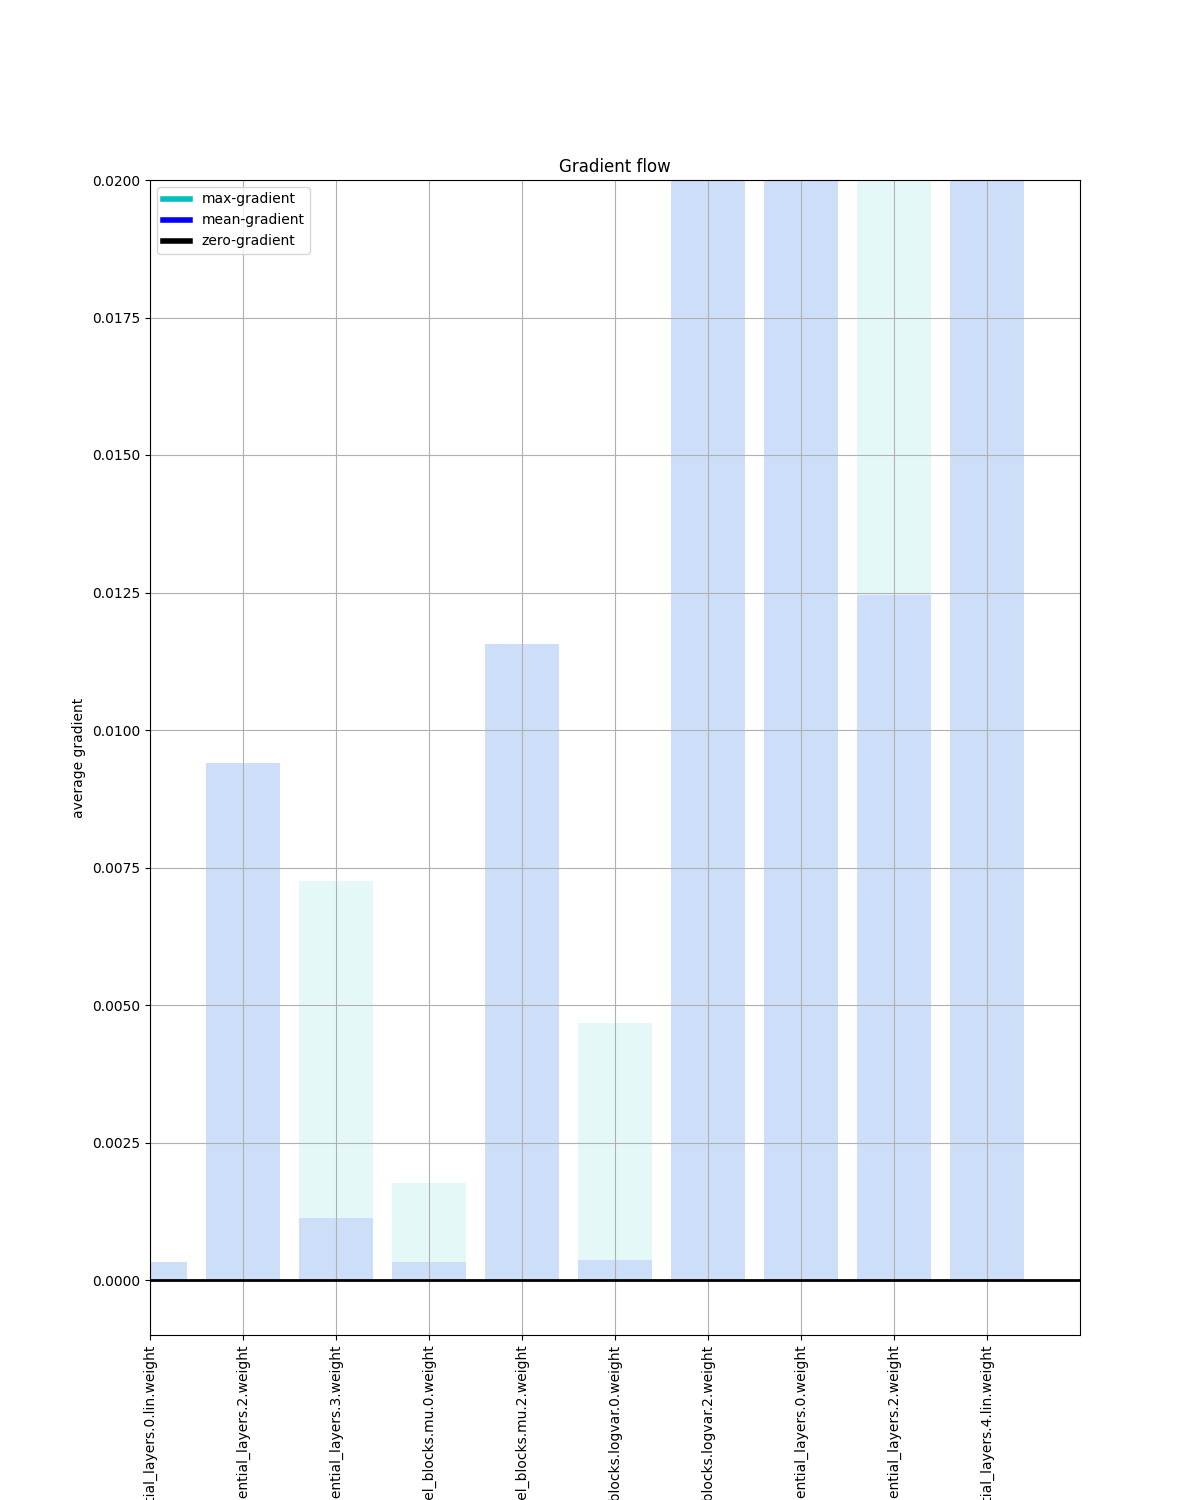 Gradient flow
max-gradient
mean-gradient
zero-gradient
0.0200
0.0175
0.0150
0.0125
0.0100
0.0075
0.0050
0.0025
0.0000
average gradient
tial_layers.0.lin.weight
ential_layers.2.weight
ential_layers.3.weight
el_blocks.mu.0.weight
el_blocks.mu.2.weight
blocks.logvar.0.weight
blocks.logvar.2.weight
ential_layers.0.weight
ential_layers.2.weight
tial_layers.4.lin.weight